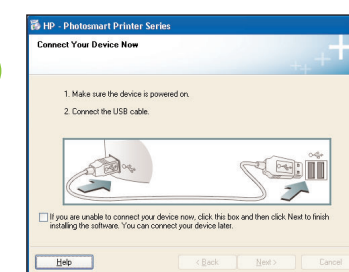 HP - Photosmart Printer Series
Connect Your Device Now
1. Make sure the device is powered on.
2. Connect the USB cable.
If you are unable to connect your device now, click this box and then click Next to finish
installing the software. You can connect your device later.
Help
< Back
Next >
Cancel